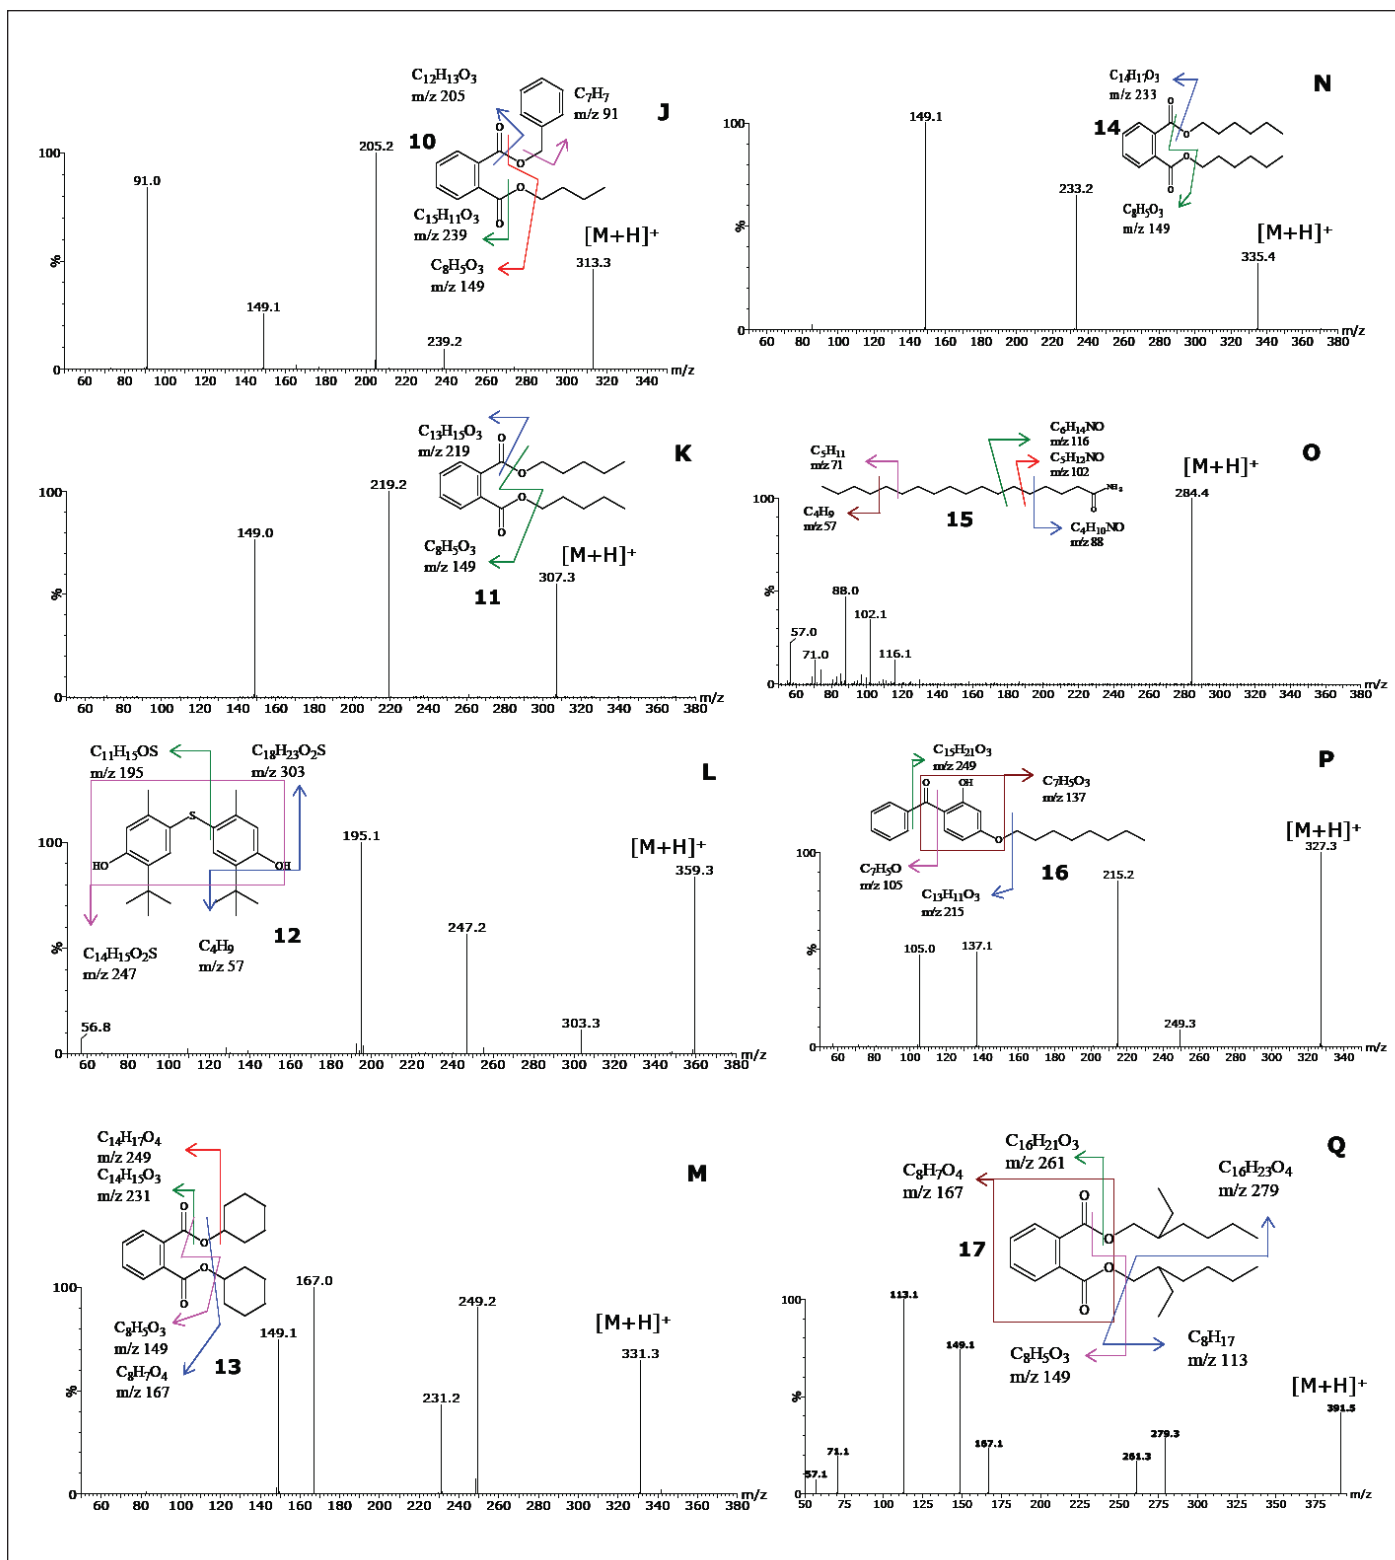 J
C12H13O3
m/z 205
C7H7
m/z 91
10
C15H11O3
m/z 239
C8H5O3
m/z 149
[M+H]+
100
%
0
91.0
149.1
205.2
239.2
313.3
60 80 100 120 140 160 180 200 220 240 260 280 300 320 340 m/z
O
O
O
O
N
C14H17O3
m/z 233
14
C8H5O3
m/z 149
[M+H]+
100
%
0
149.1
233.2
335.4
60 80 100 120 140 160 180 200 220 240 260 280 300 320 340 360 380 m/z
O
O
O
O
K
C13H15O3
m/z 219
C8H5O3
m/z 149
11
[M+H]+
100
%
0
149.0
219.2
307.3
60 80 100 120 140 160 180 200 220 240 260 280 300 320 340 360 380 m/z
O
O
O
O
O
C6H14NO
m/z 116
C5H11
m/z 71
C5H12NO
m/z 102
C4H9
m/z 57
15
C4H10NO
m/z 88
NH2
O
[M+H]+
100
%
0
57.0
71.0
88.0
102.1
116.1
284.4
60 80 100 120 140 160 180 200 220 240 260 280 300 320 340 360 380 m/z
L
C11H15OS
m/z 195
C18H23O2S
m/z 303
S
HO
OH
12
C14H15O2S
m/z 247
C4H9
m/z 57
[M+H]+
100
%
0
56.8
195.1
247.2
303.3
359.3
60 80 100 120 140 160 180 200 220 240 260 280 300 320 340 360 380 m/z
P
C15H21O3
m/z 249
C7H5O3
m/z 137
O
OH
O
C7H5O
m/z 105
16
C13H11O3
m/z 215
[M+H]+
100
%
0
105.0
137.1
215.2
249.3
327.3
60 80 100 120 140 160 180 200 220 240 260 280 300 320 340 m/z
M
C14H17O4
m/z 249
C14H15O3
m/z 231
O
O
O
O
C8H5O3
m/z 149
13
C8H7O4
m/z 167
[M+H]+
100
%
0
149.1
167.0
231.2
249.2
331.3
60 80 100 120 140 160 180 200 220 240 260 280 300 320 340 360 380 m/z
Q
C16H21O3
m/z 261
C8H7O4
m/z 167
C16H23O4
m/z 279
17
O
O
O
O
C8H5O3
m/z 149
C8H17
m/z 113
[M+H]+
100
%
0
57.1
71.1
113.1
149.1
167.1
261.3
279.3
391.5
50 75 100 125 150 175 200 225 250 275 300 325 350 375 m/z